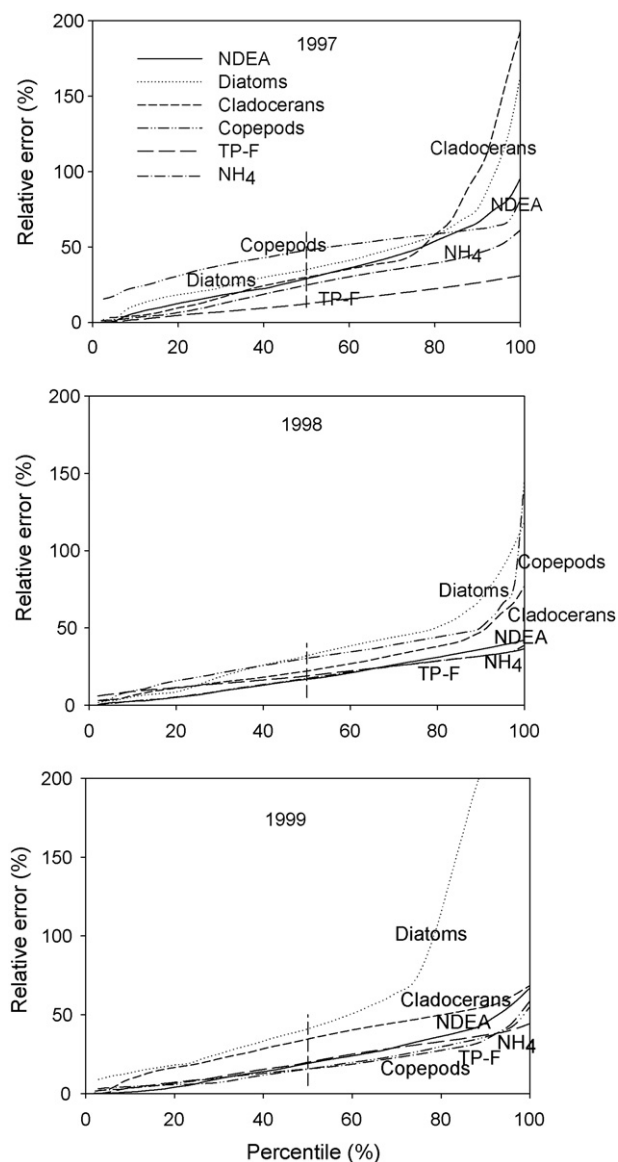 200
1997
NDEA
Diatoms
150
Cladocerans
Copepods
TP-F
NH4
Relative error (%)
100
Cladocerans
NDEA
Copepods
50
NH4
Diatoms
TP-F
0
0 20 40 60 80 100
200
1998
150
Relative error (%)
100
Copepods
Diatoms
Cladocerans
50
NDEA
NH4
TP-F
0
0 20 40 60 80 100
200
1999
150
Relative error (%)
100
Diatoms
Cladocerans
50
NDEA
NH4
TP-F
Copepods
0
0 20 40 60 80 100
Percentile (%)